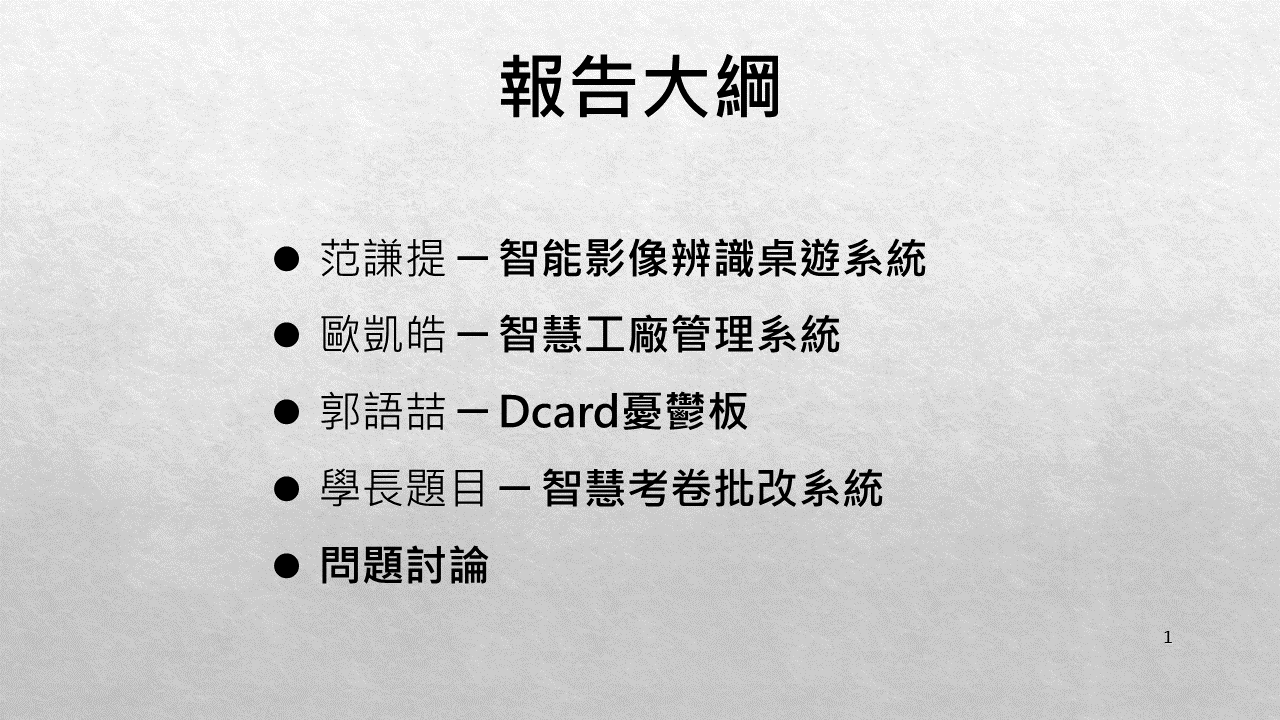 報告大綱
● 范謙提 － 智能影像辨識桌遊系統
● 歐凱皓 － 智慧工廠管理系統
● 郭語喆 － Dcard憂鬱板
● 學長題目 － 智慧考卷批改系統
● 問題討論
1